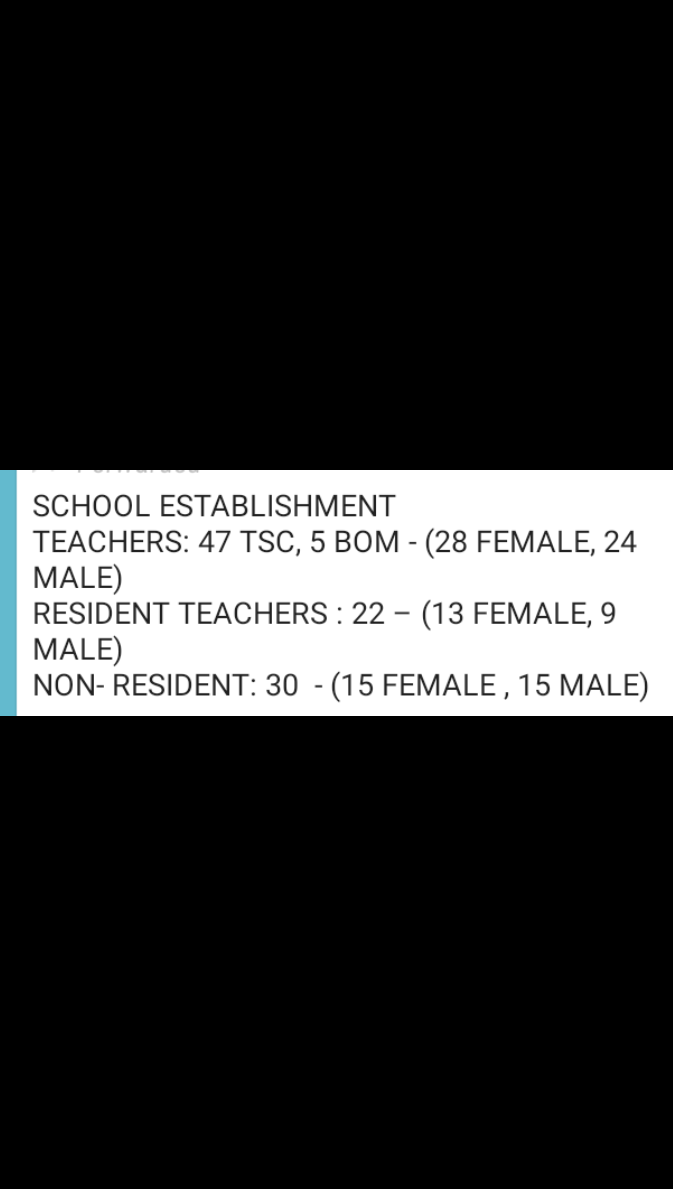 SCHOOL ESTABLISHMENT
TEACHERS: 47 TSC, 5 BOM - (28 FEMALE, 24
MALE)
RESIDENT TEACHERS : 22 – (13 FEMALE, 9
MALE)
NON- RESIDENT: 30  - (15 FEMALE , 15 MALE)